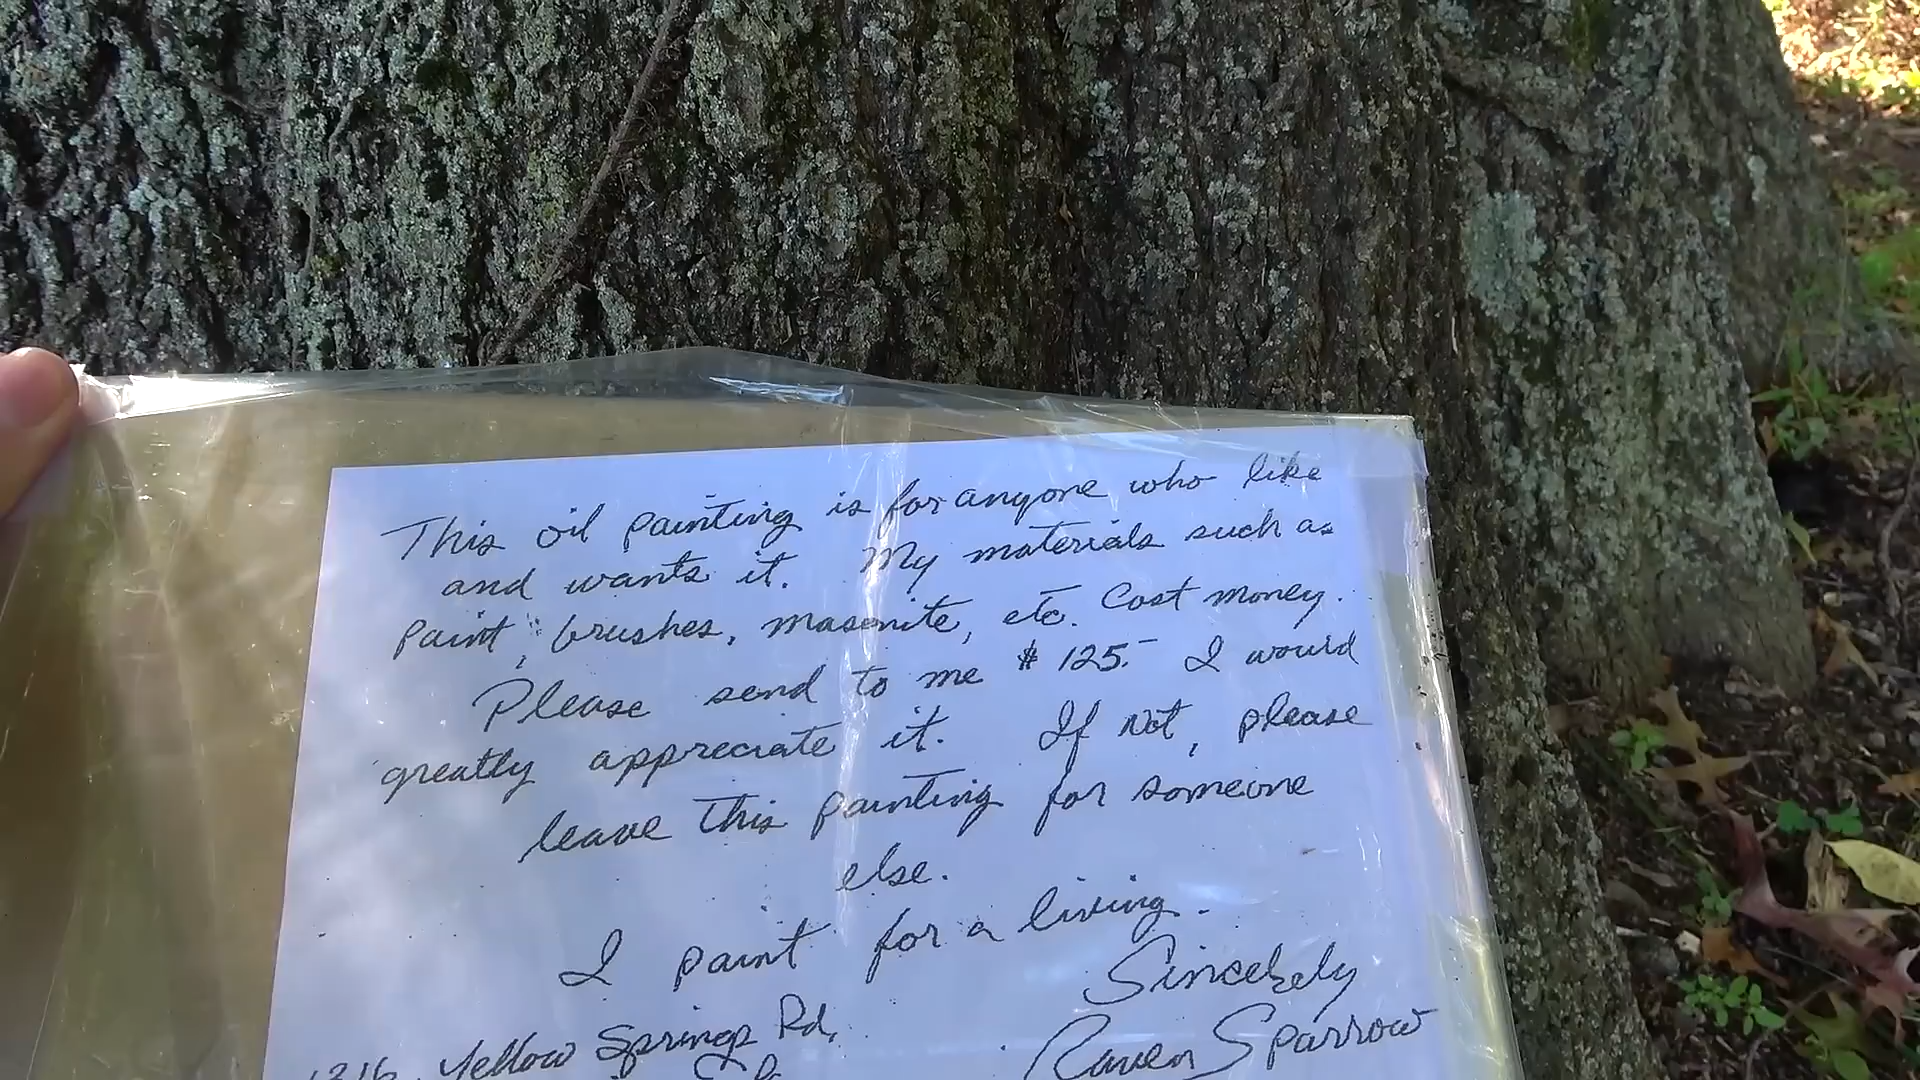 This oil painting is for anyone who like
and wants it. My materials such as
paint, brushes, masonite, etc. Cost money.
Please send to me $125.- I would
greatly appreciate it. If not, please
leave this painting for someone
else.
I paint for a living.
Sincerely
Yellow Springs Rd,
Raven Sparrow